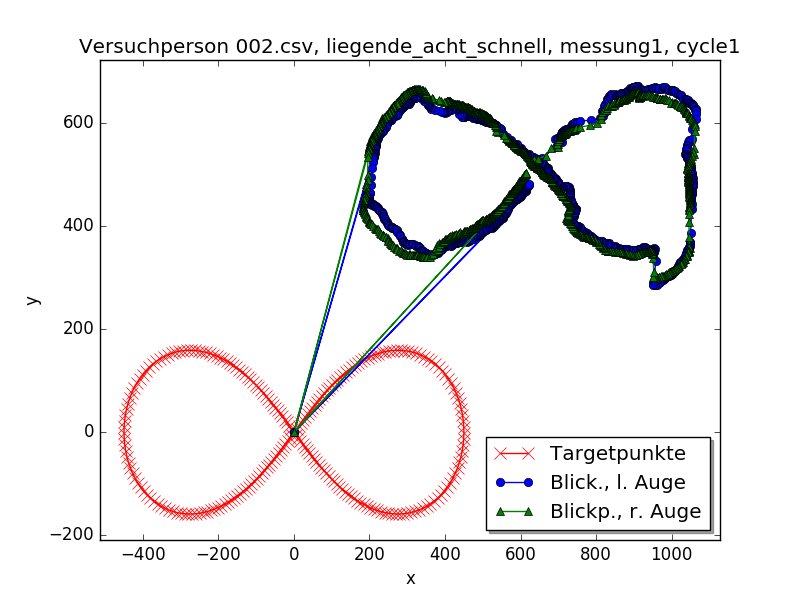 Versuchperson 002.csv, liegende_acht_schnell, messung1, cycle1
600
400
y
200
0
−200
Targetpunkte
Blick., l. Auge
Blickp., r. Auge
−400 −200 0 200 400 600 800 1000
x